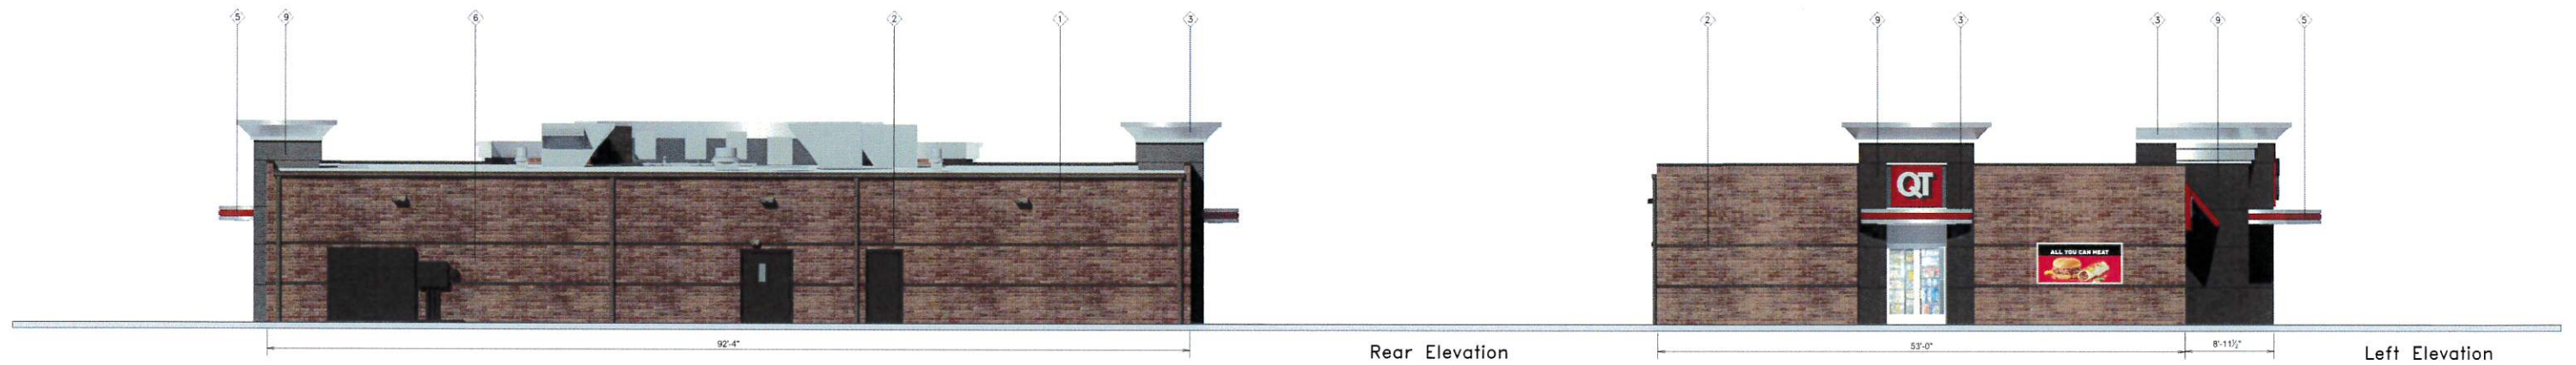 5 9 6 2 1 3 2 9 3 3 9 5
QT
ALL YOU CAN MEAT
92'-4"
Rear Elevation
53'-0"
8'-11½"
Left Elevation